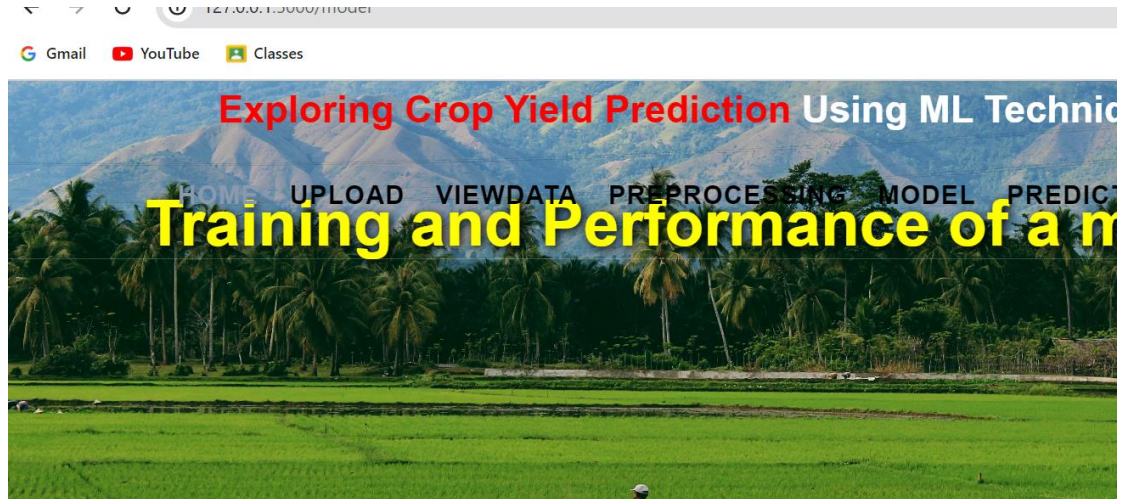 127.0.0.1:5000/model
Gmail YouTube Classes
Exploring Crop Yield Prediction Using ML Techni
HOME UPLOAD VIEWDATA PREPROCESSING MODEL PREDICT
Training and Performance of a m